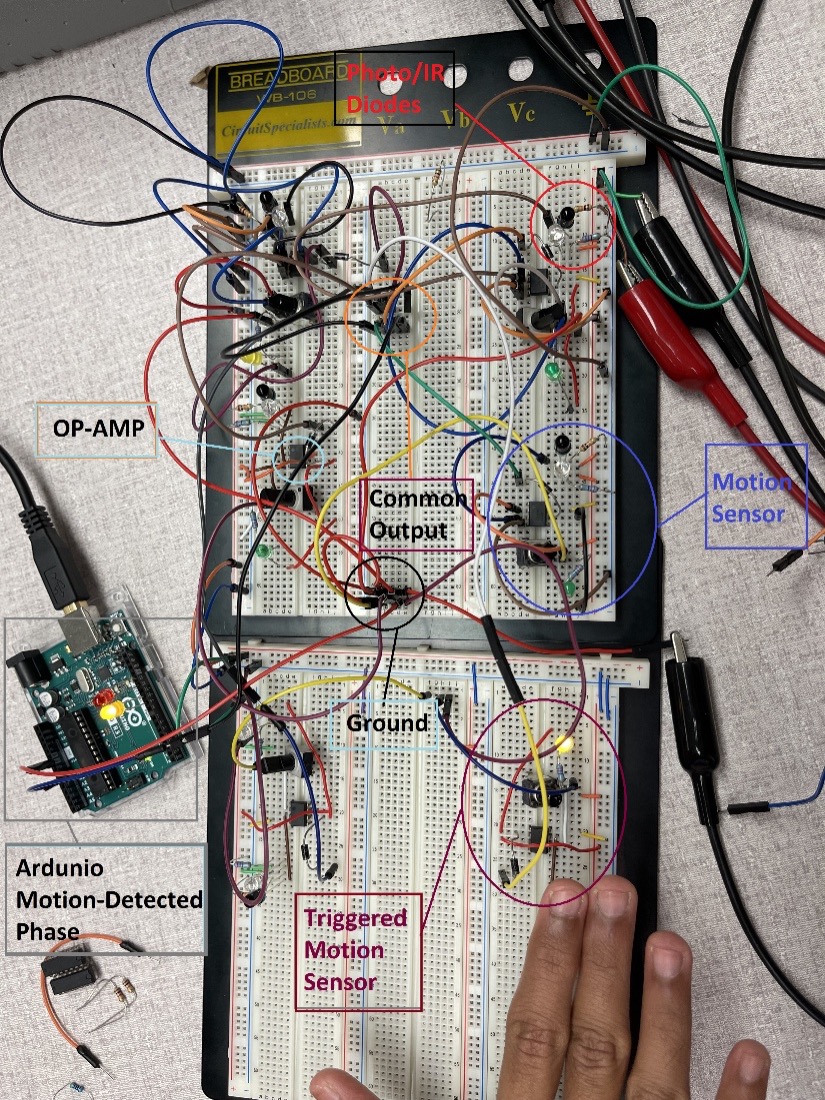 BREADBOARD
WB-106
CircuitSpecialists.com
Photo/IR
Diodes
Va
Vb
Vc
OP-AMP
Common
Output
Motion
Sensor
Ground
Ardunio
Motion-Detected
Phase
Triggered
Motion
Sensor